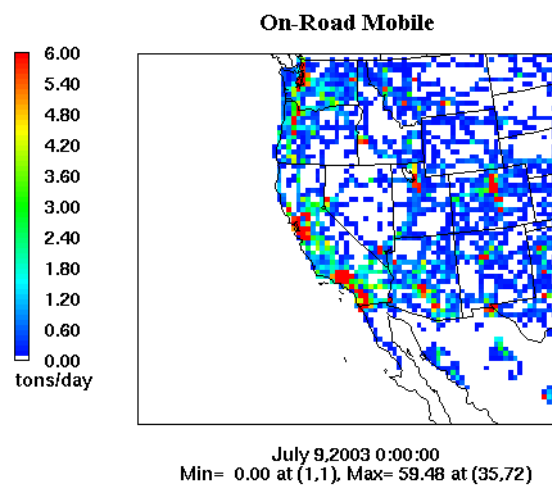 On-Road Mobile
6.00
5.40
4.80
4.20
3.60
3.00
2.40
1.80
1.20
0.60
0.00
tons/day
July 9,2003 0:00:00
Min= 0.00 at (1,1), Max= 59.48 at (35,72)